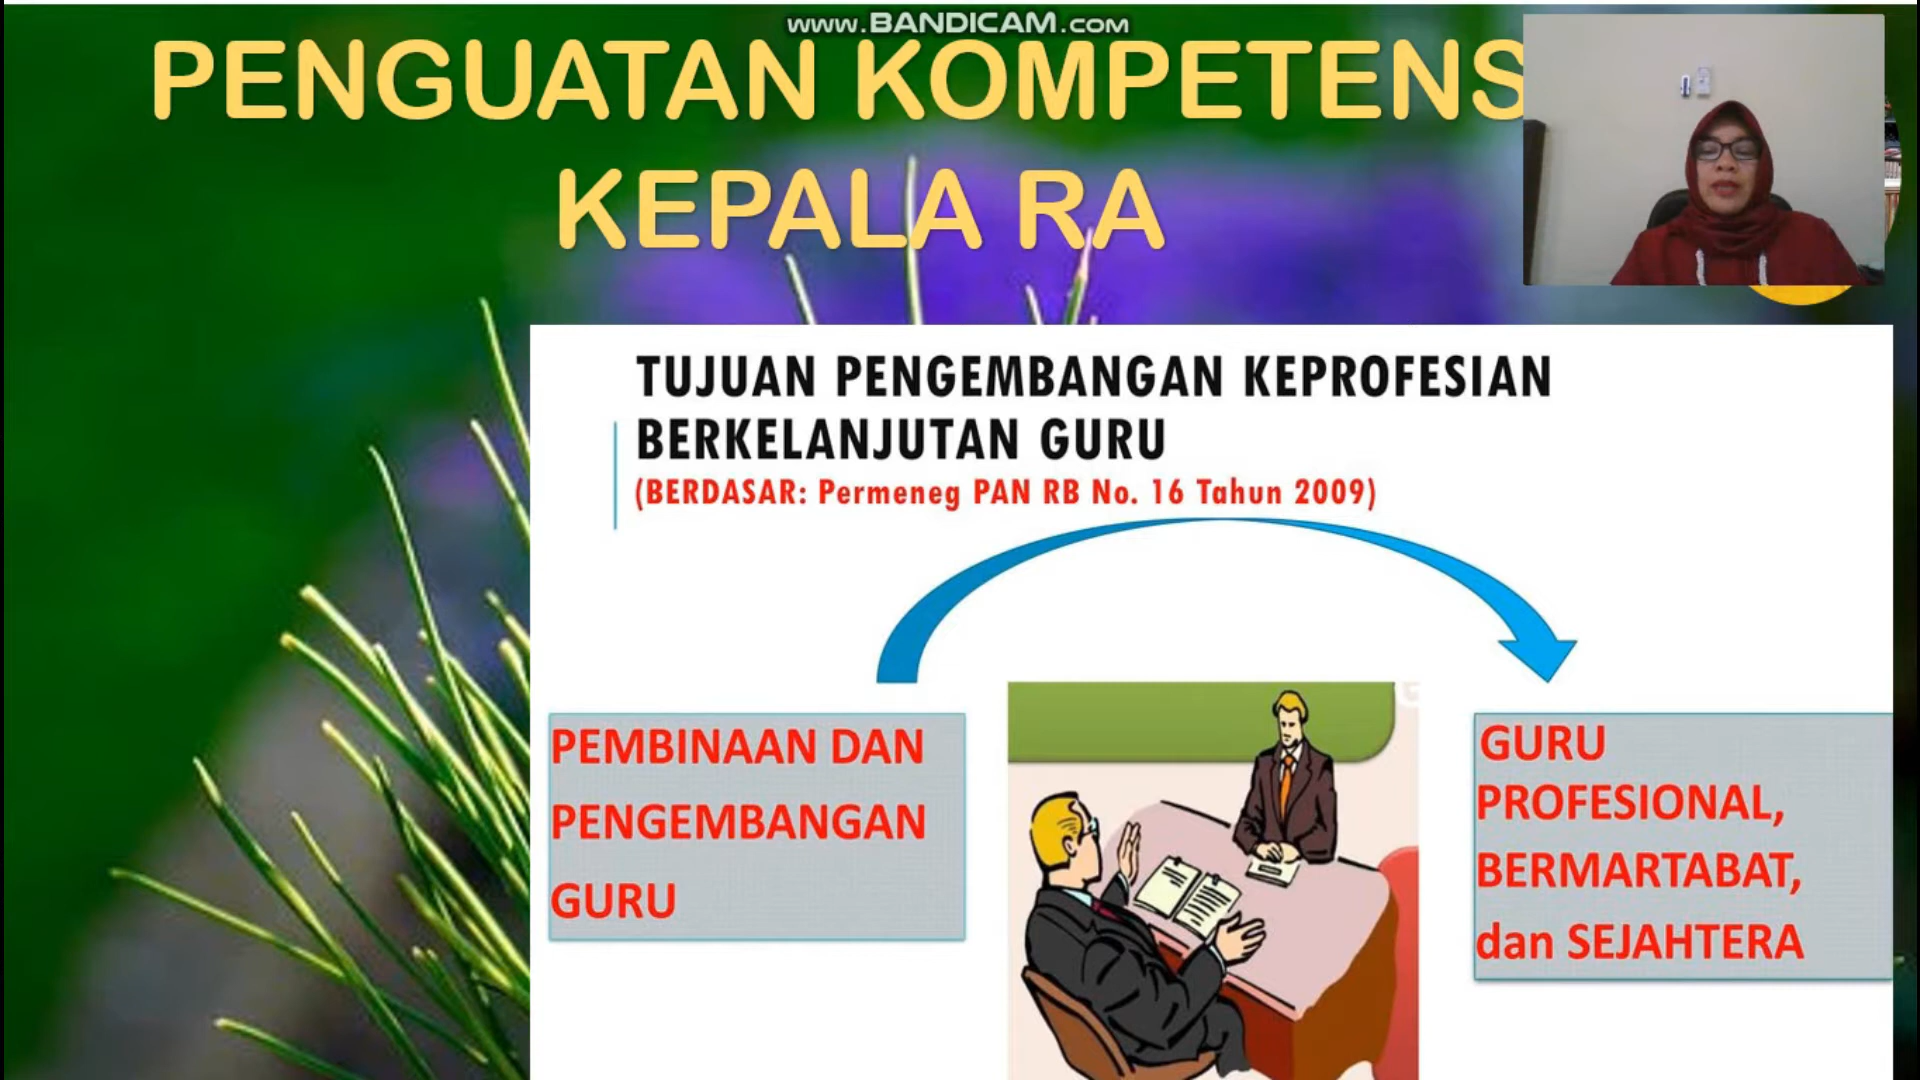 www.BANDICAM.com
PENGUATAN KOMPETENS
KEPALA RA
TUJUAN PENGEMBANGAN KEPROFESIAN
BERKELANJUTAN GURU
(BERDASAR: Permeneg PAN RB No. 16 Tahun 2009)
PEMBINAAN DAN
PENGEMBANGAN
GURU
GURU
PROFESIONAL,
BERMARTABAT,
dan SEJAHTERA